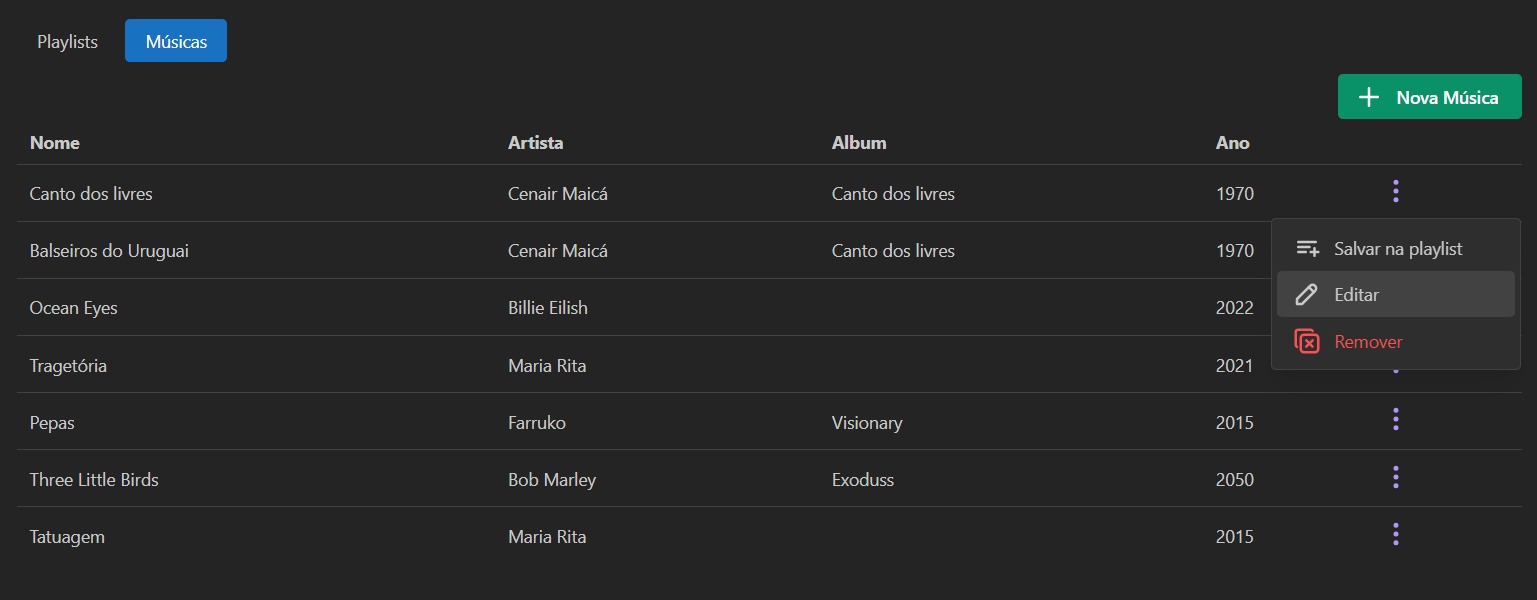 Playlists Músicas
Nova Música
Nome Artista Album Ano
Canto dos livres Cenair Maicá Canto dos livres 1970
Balseiros do Uruguai Cenair Maicá Canto dos livres 1970
Salvar na playlist
Ocean Eyes Billie Eilish 2022
Editar
Remover
Tragetória Maria Rita 2021
Pepas Farruko Visionary 2015
Three Little Birds Bob Marley Exoduss 2050
Tatuagem Maria Rita 2015